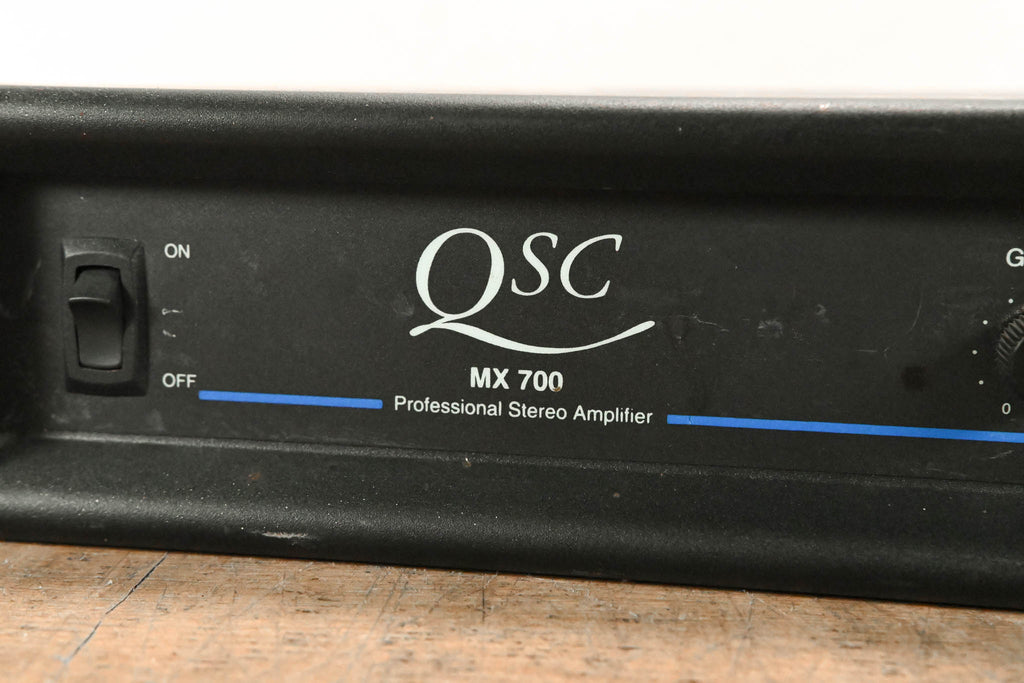 ON
QSC
G
OFF
MX 700
Professional Stereo Amplifier
0